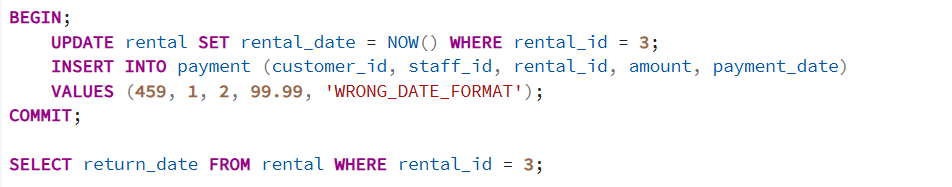 BEGIN;
UPDATE rental SET rental_date = NOW() WHERE rental_id = 3;
INSERT INTO payment (customer_id, staff_id, rental_id, amount, payment_date)
VALUES (459, 1, 2, 99.99, 'WRONG_DATE_FORMAT');
COMMIT;
SELECT return_date FROM rental WHERE rental_id = 3;